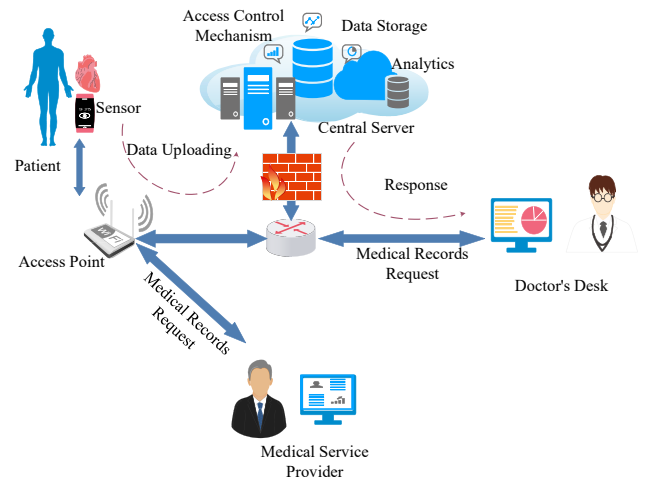 Access Control
Mechanism
Data Storage
Analytics
Sensor
Central Server
Data Uploading
Patient
Response
WiFi
Access Point
Medical Records
Request
Doctor's Desk
Medical Records
Request
Medical Service
Provider